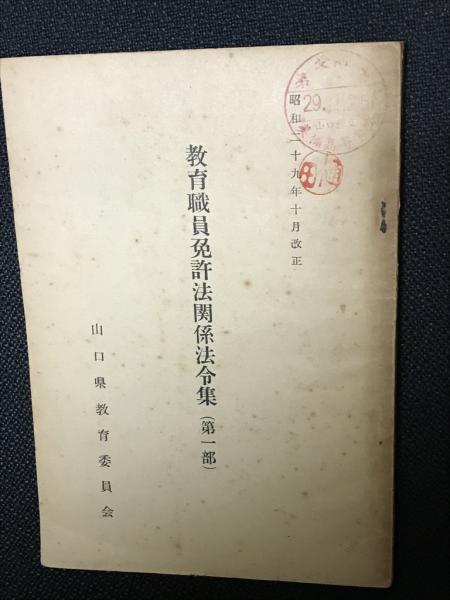 昭和二十九年十月改正
教育職員免許法関係法令集（第一部）
山口県教育委員会